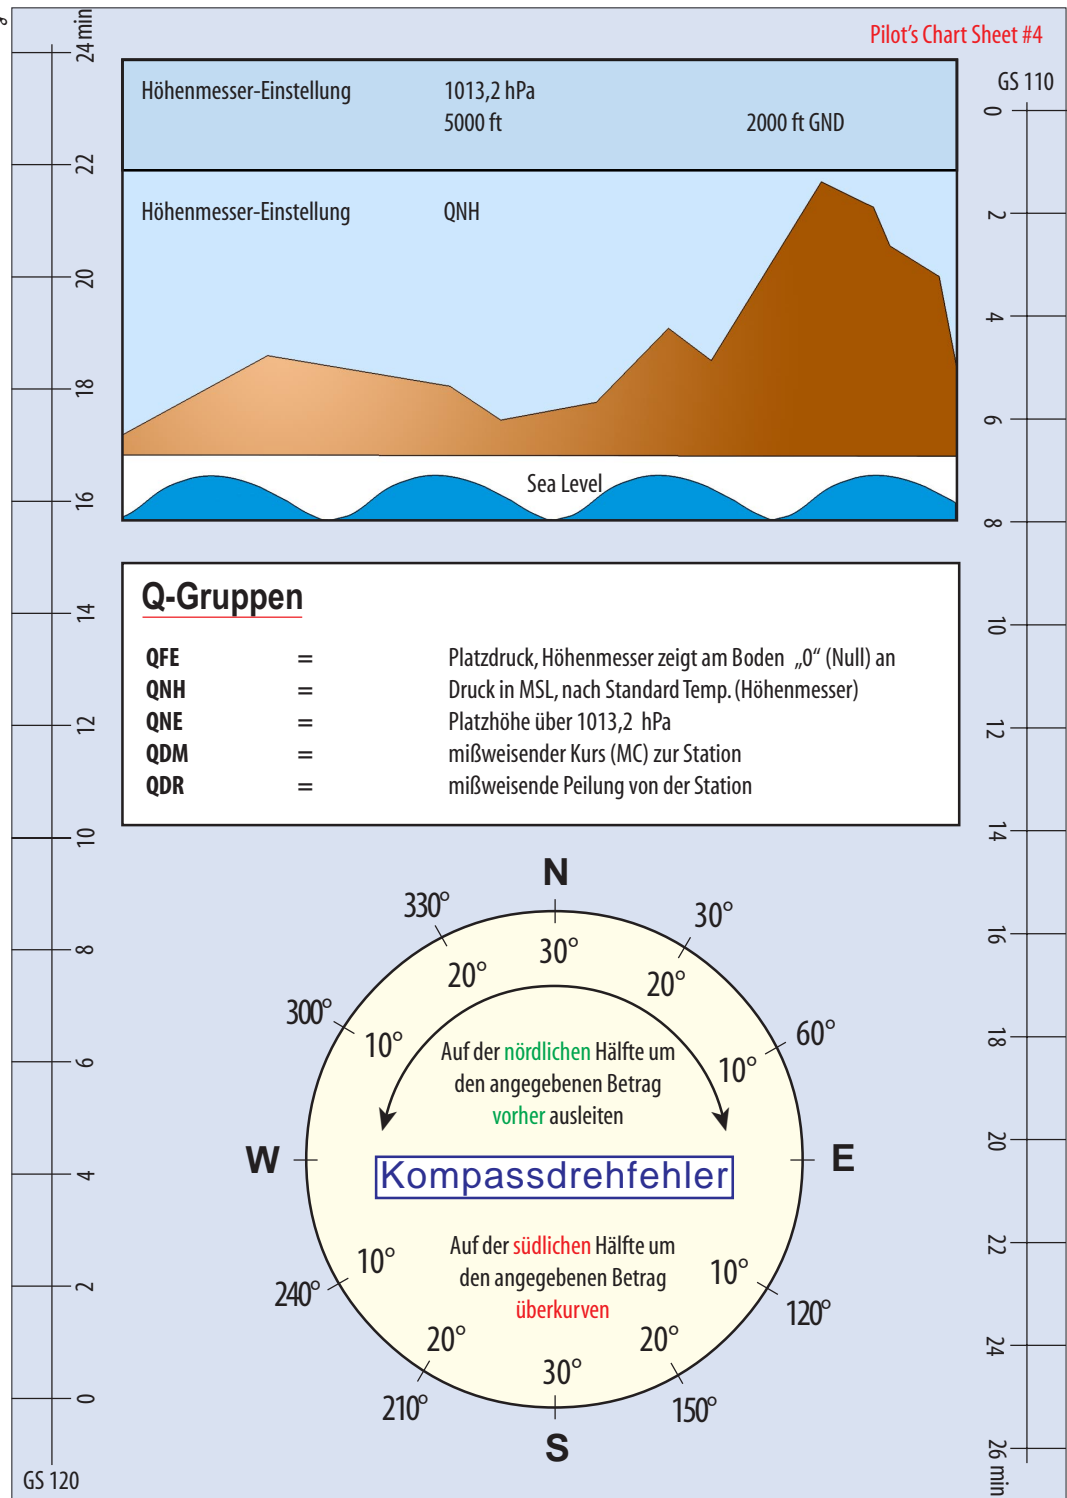 Pilot's Chart Sheet #4
24 min
22
20
18
16
14
12
10
8
6
4
2
0
GS 120
GS 110
0
2
4
6
8
10
12
14
16
18
20
22
24
26 min
Höhenmesser-Einstellung 1013,2 hPa
5000 ft 2000 ft GND
Höhenmesser-Einstellung QNH
Sea Level
Q-Gruppen
QFE = Platzdruck, Höhenmesser zeigt am Boden „0“ (Null) an
QNH = Druck in MSL, nach Standard Temp. (Höhenmesser)
QNE = Platzhöhe über 1013,2 hPa
QDM = mißweisender Kurs (MC) zur Station
QDR = mißweisende Peilung von der Station
N
330° 30°
30°
20° 20°
300° 60°
10° 10°
Auf der nördlichen Hälfte um
den angegebenen Betrag
vorher ausleiten
W E
Kompassdrehfehler
Auf der südlichen Hälfte um
den angegebenen Betrag
überkurven
10° 10°
240° 120°
20° 20°
30°
210° 150°
S